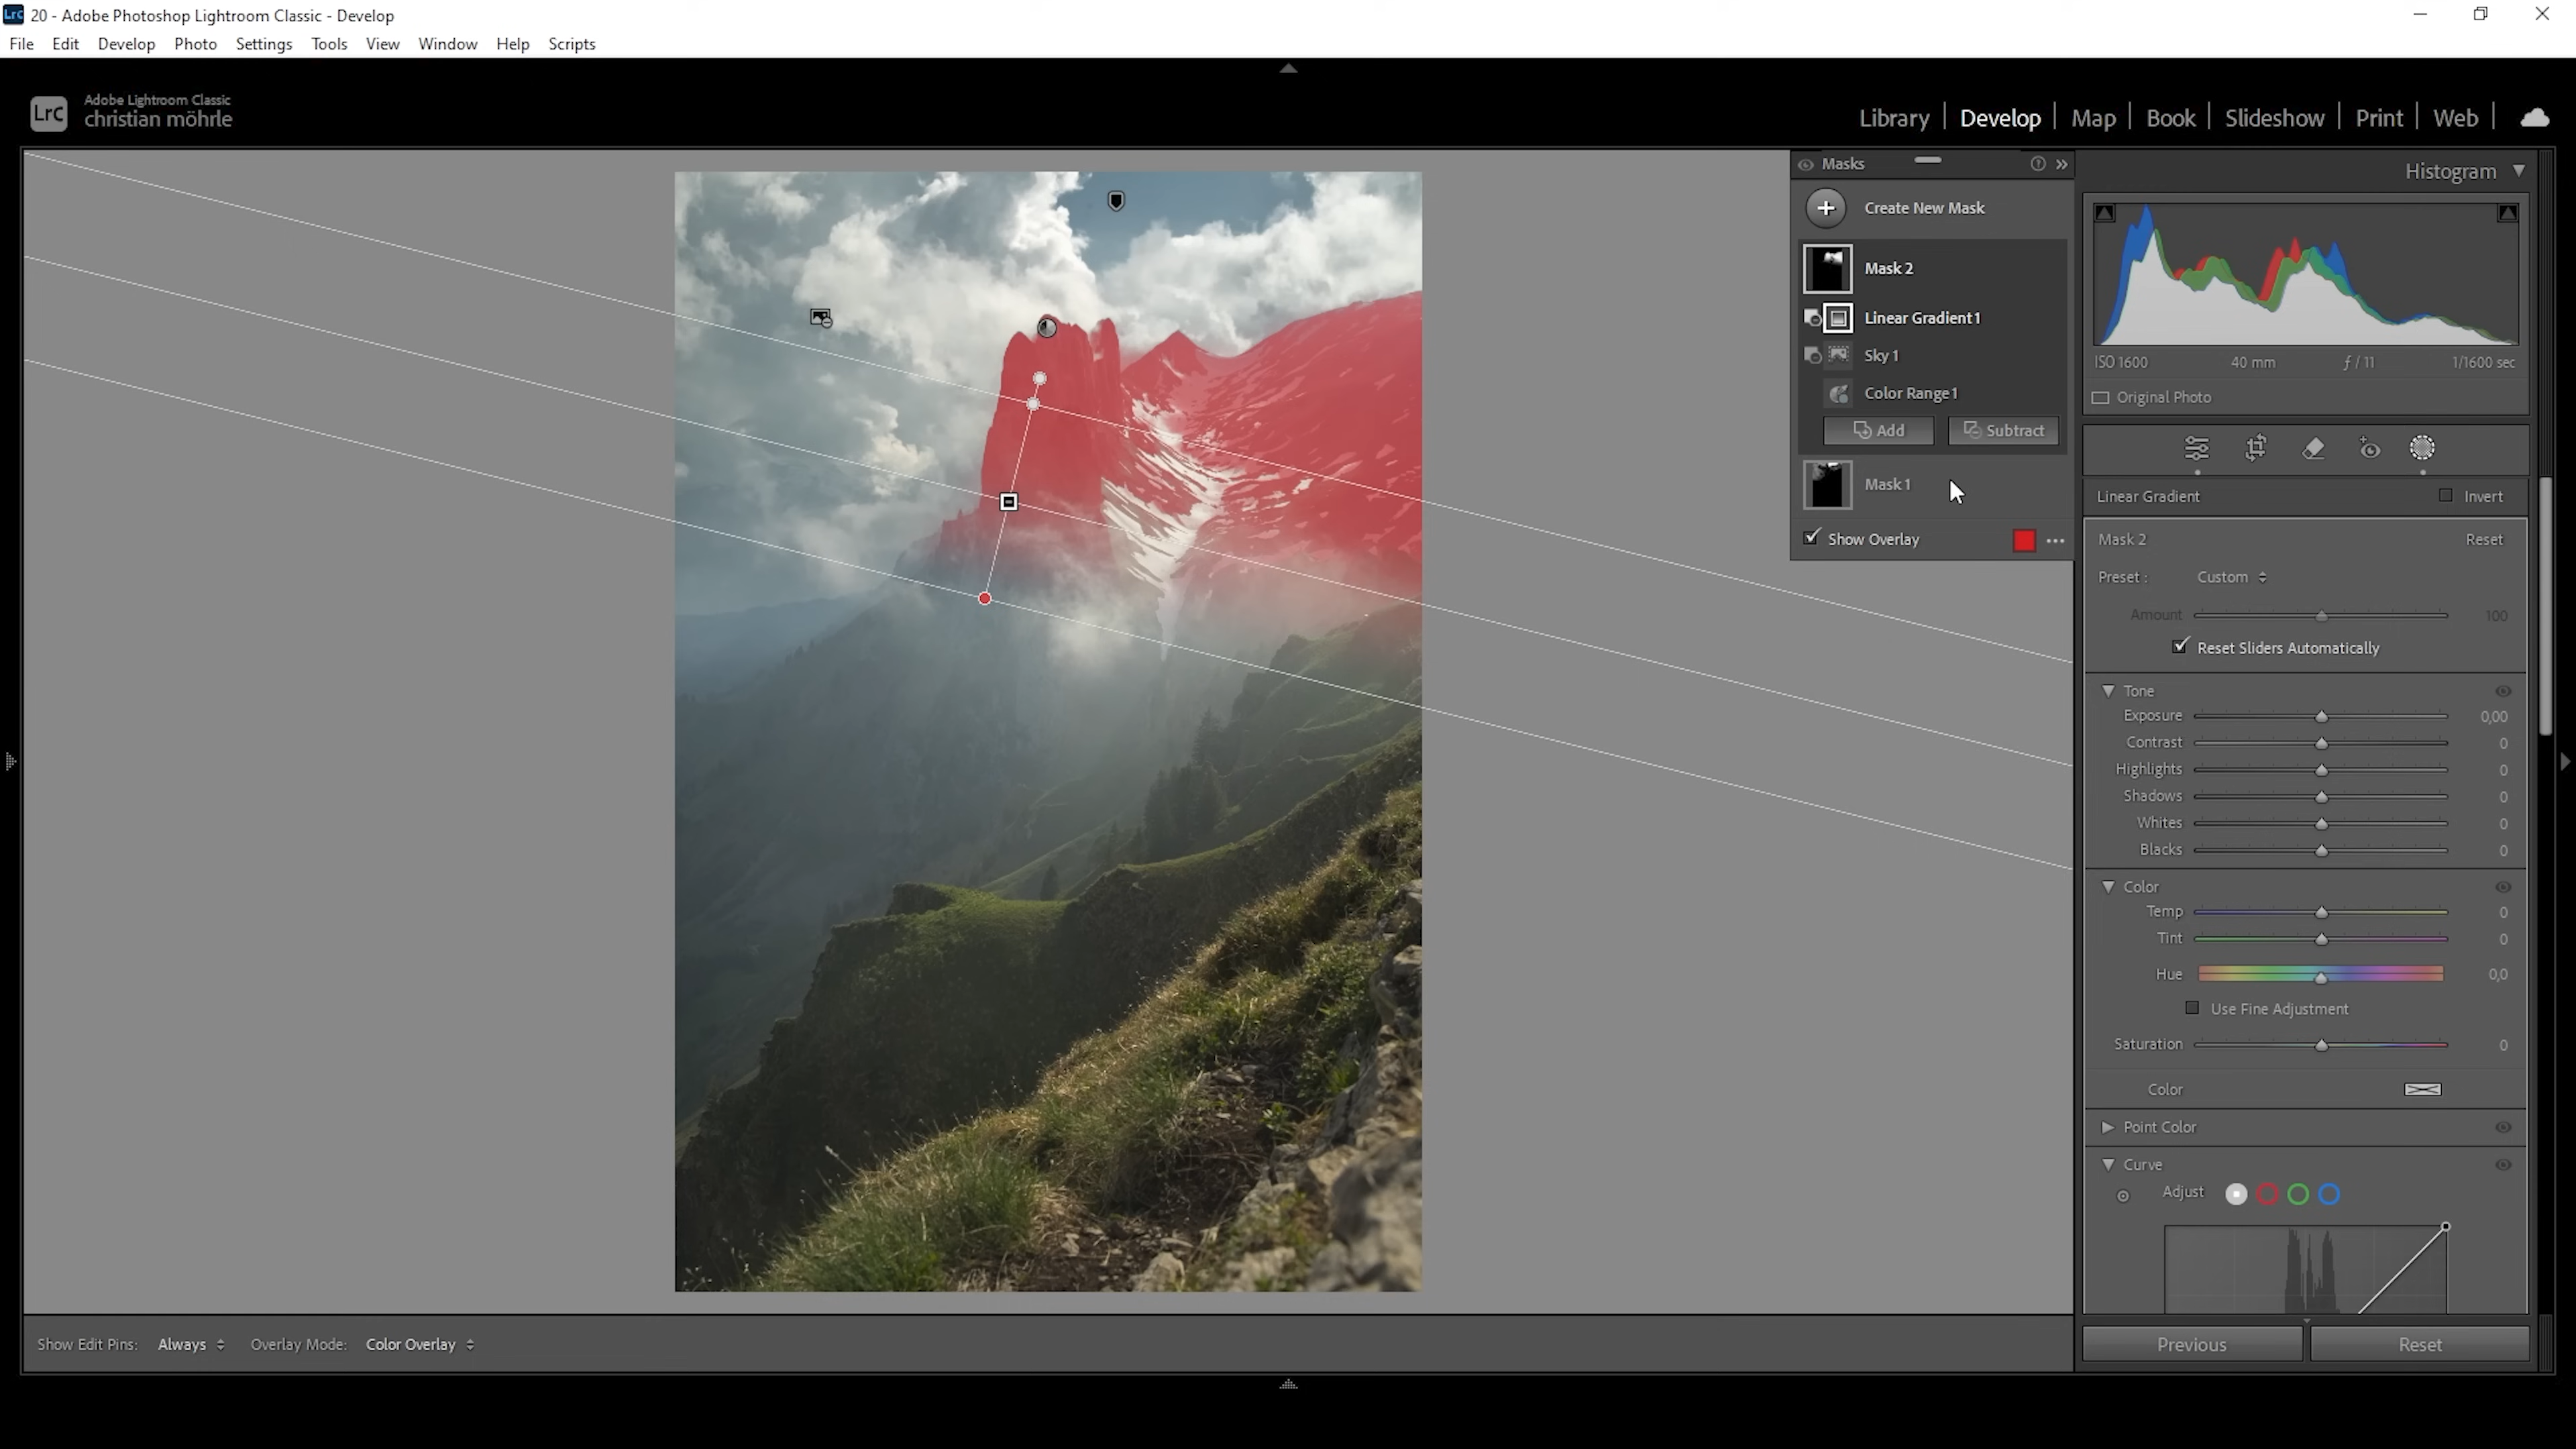 Lrc 20 - Adobe Photoshop Lightroom Classic - Develop
File Edit Develop Photo Settings Tools View Window Help Scripts
Lrc Adobe Lightroom Classic
christian möhrle
Library | Develop | Map | Book | Slideshow | Print | Web |
Masks
Create New Mask
Mask 2
Linear Gradient 1
Sky 1
Color Range 1
Add Subtract
Mask 1
Show Overlay
Histogram
ISO 1600 40 mm ƒ / 11 1/1600 sec
Original Photo
Linear Gradient Invert
Mask 2 Reset
Preset : Custom
Amount 100
Reset Sliders Automatically
Tone
Exposure 0,00
Contrast 0
Highlights 0
Shadows 0
Whites 0
Blacks 0
Color
Temp 0
Tint 0
Hue 0,0
Use Fine Adjustment
Saturation 0
Color
Point Color
Curve
Adjust
Show Edit Pins: Always Overlay Mode: Color Overlay
Previous Reset